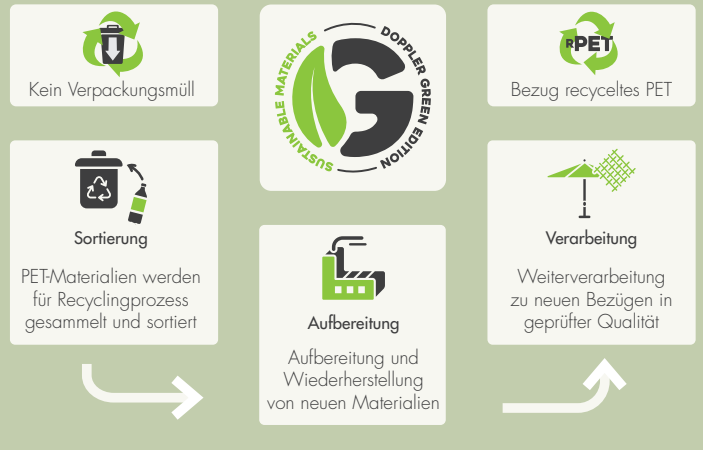 Kein Verpackungsmüll
SUSTAINABLE MATERIALS
DOPPLER GREEN EDITION
G
RPET
Bezug recyceltes PET
Sortierung
PET-Materialien werden
für Recyclingprozess
gesammelt und sortiert
Aufbereitung
Aufbereitung und
Wiederherstellung
von neuen Materialien
Verarbeitung
Weiterverarbeitung
zu neuen Bezügen in
geprüfter Qualität